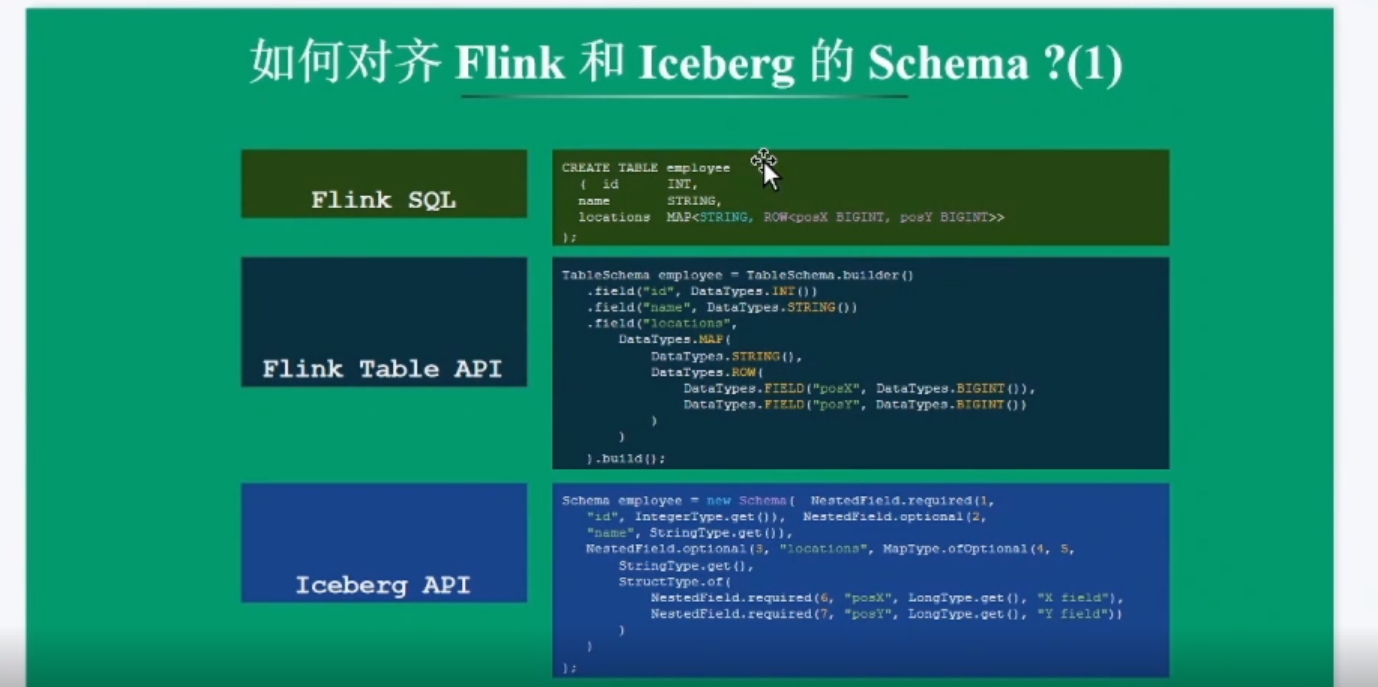 如何对齐 Flink 和 Iceberg 的 Schema ?(1)
Flink SQL
CREATE TABLE employee
( id INT,
name STRING,
locations MAP<STRING, ROW<posX BIGINT, posY BIGINT>>
);
Flink Table API
TableSchema employee = TableSchema.builder()
.field("id", DataTypes.INT())
.field("name", DataTypes.STRING())
.field("locations",
DataTypes.MAP(
DataTypes.STRING(),
DataTypes.ROW(
DataTypes.FIELD("posX", DataTypes.BIGINT()),
DataTypes.FIELD("posY", DataTypes.BIGINT())
)
)
).build();
Iceberg API
Schema employee = new Schema( NestedField.required(1,
"id", IntegerType.get()), NestedField.optional(2,
"name", StringType.get()),
NestedField.optional(3, "locations", MapType.ofOptional(4, 5,
StringType.get(),
StructType.of(
NestedField.required(6, "posX", LongType.get(), "X field"),
NestedField.required(7, "posY", LongType.get(), "Y field"))
)
)
);